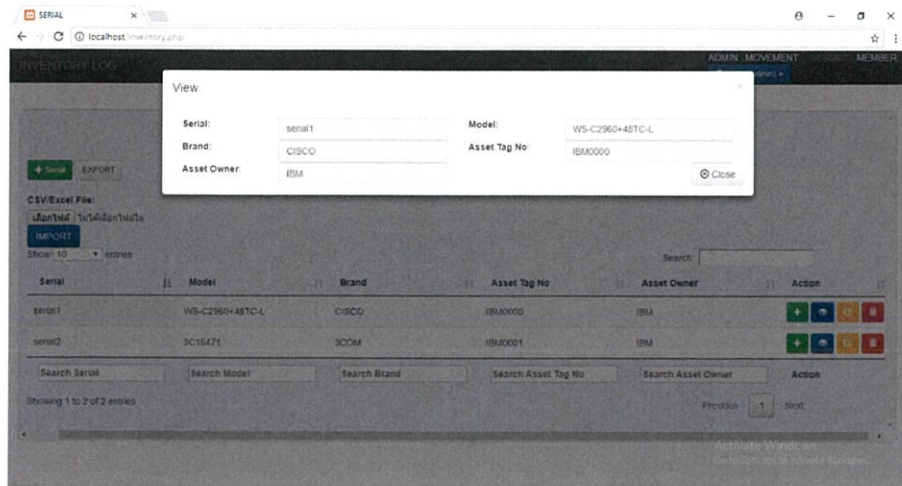 SERIAL
localhost/inventory.php
INVENTORY LOG
ADMIN MOVEMENT SERIAL MEMBER
View
Serial: serial1 Model: WS-C2960+48TC-L
Brand: CISCO Asset Tag No: IBM0000
Asset Owner: IBM
Close
+ Serial EXPORT
CSV/Excel File:
เลือกไฟล์ ไม่ได้เลือกไฟล์ใด
IMPORT
Show 10 entries
Search:
Serial Model Brand Asset Tag No Asset Owner Action
serial1 WS-C2960+48TC-L CISCO IBM0000 IBM
serial2 3C16471 3COM IBM0001 IBM
Search Serial Search Model Search Brand Search Asset Tag No Search Asset Owner Action
Showing 1 to 2 of 2 entries
Previous 1 Next
Activate Windows